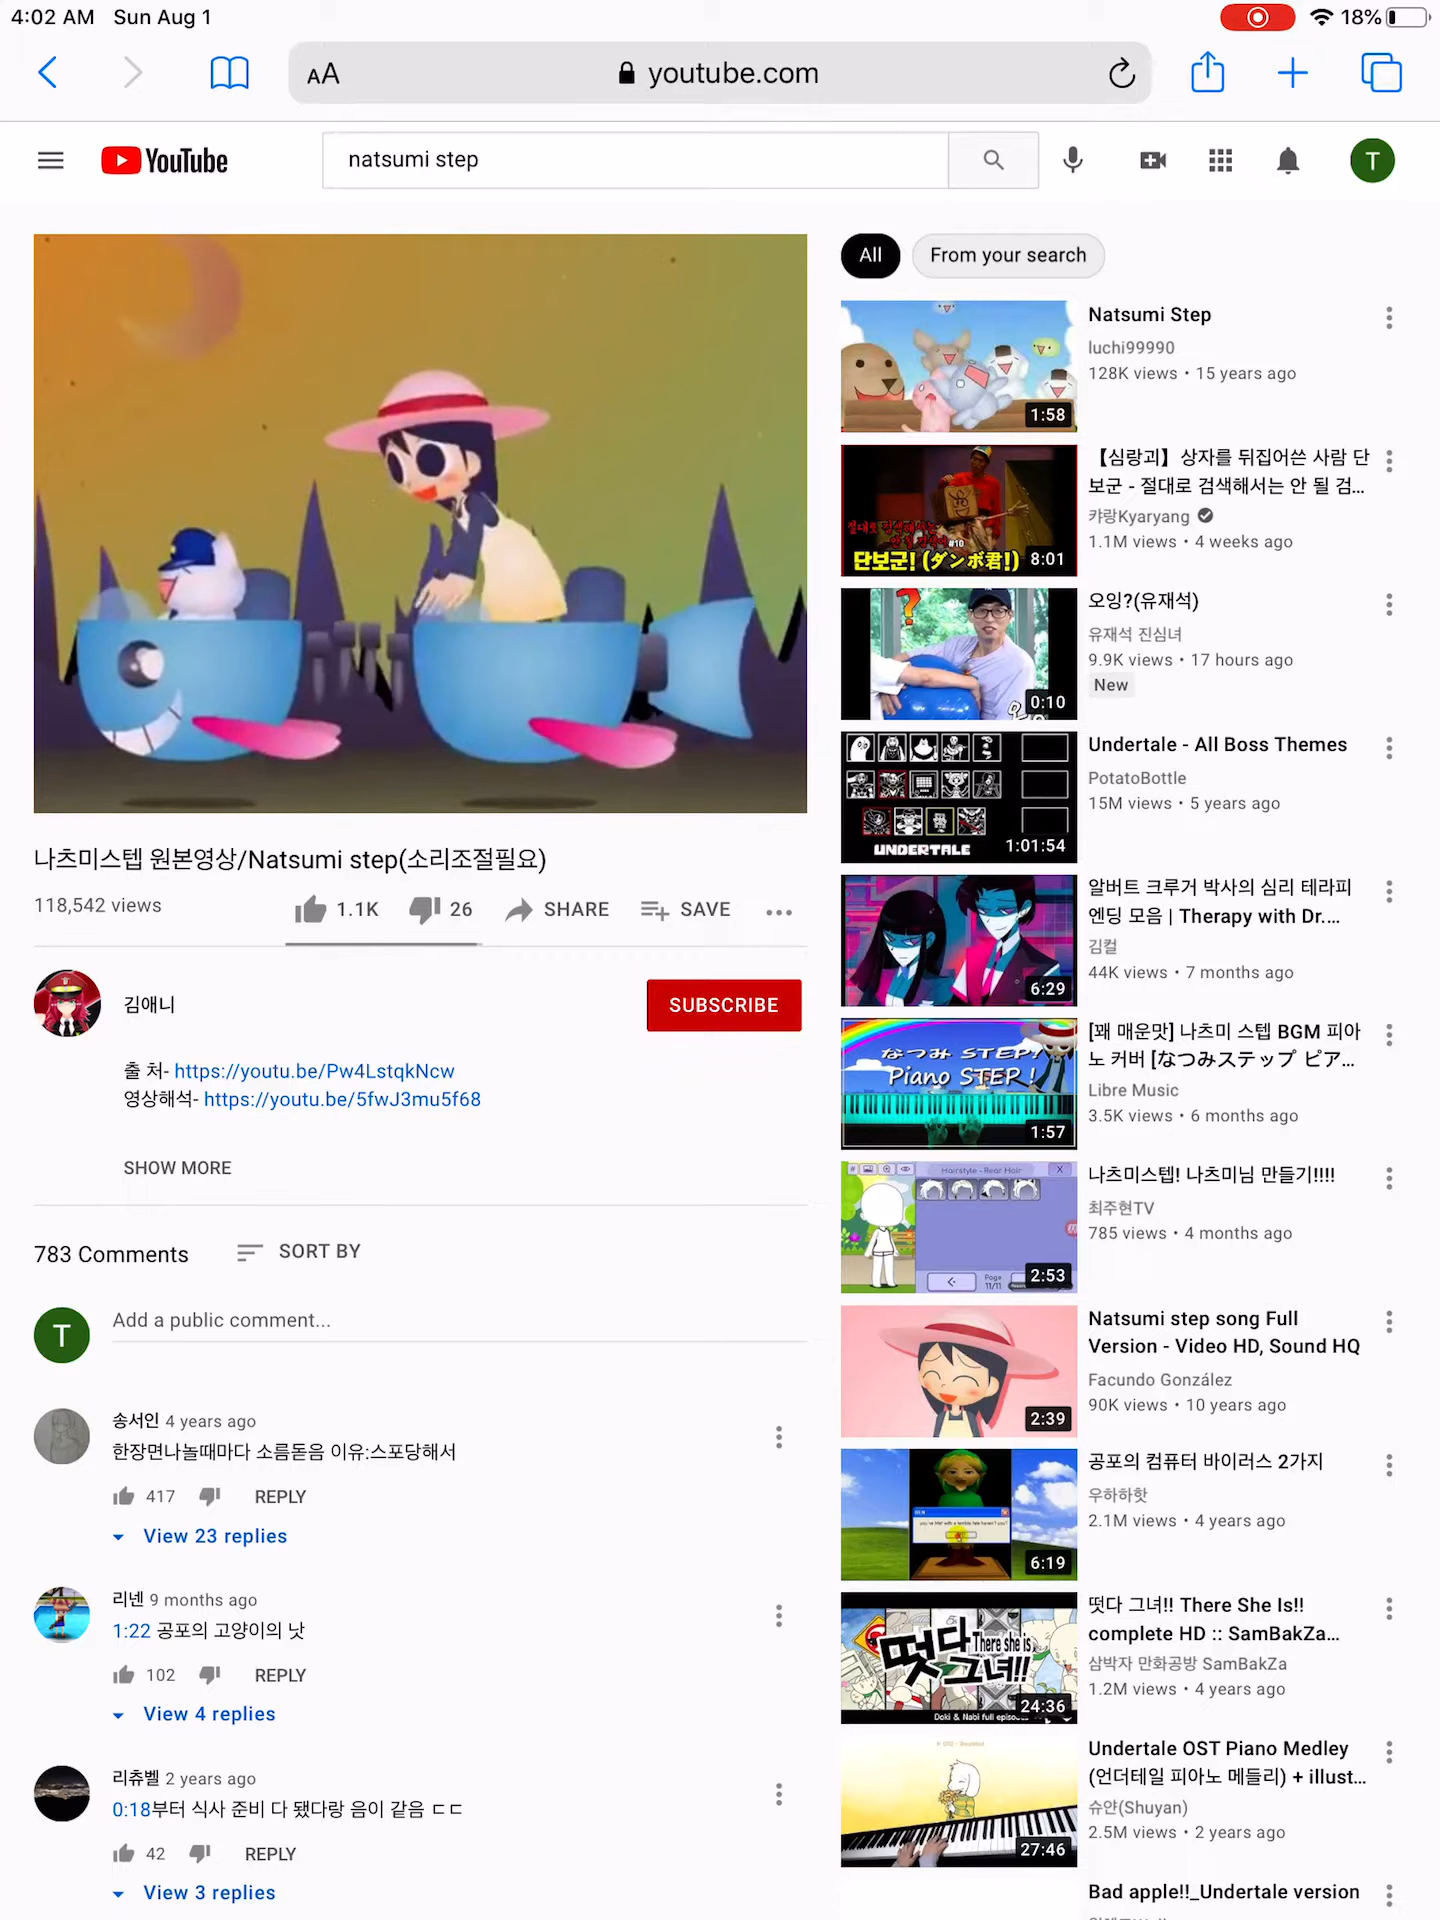 4:02 AM Sun Aug 1
18%
AA
youtube.com
YouTube
natsumi step
T
All
From your search
나츠미스텝 원본영상/Natsumi step(소리조절필요)
118,542 views
1.1K
26
SHARE
SAVE
김애니
SUBSCRIBE
출 처- https://youtu.be/Pw4LstqkNcw
영상해석- https://youtu.be/5fwJ3mu5f68
SHOW MORE
783 Comments
SORT BY
T
Add a public comment...
송서인 4 years ago
한장면나놀때마다 소름돋음 이유:스포당해서
417
REPLY
View 23 replies
리넨 9 months ago
1:22 공포의 고양이의 낫
102
REPLY
View 4 replies
리츄벨 2 years ago
0:18부터 식사 준비 다 됐다랑 음이 같음 ㄷㄷ
42
REPLY
View 3 replies
1:58
Natsumi Step
luchi99990
128K views • 15 years ago
#10
단보군! (ダンボ君!)
8:01
【심랑괴】상자를 뒤집어쓴 사람 단
보군 - 절대로 검색해서는 안 될 검...
캬랑Kyaryang
1.1M views • 4 weeks ago
?
0:10
오잉?(유재석)
유재석 진심녀
9.9K views • 17 hours ago
New
UNDERTALE
1:01:54
Undertale - All Boss Themes
PotatoBottle
15M views • 5 years ago
6:29
알버트 크루거 박사의 심리 테라피
엔딩 모음 | Therapy with Dr....
김컬
44K views • 7 months ago
なつみ STEP!
Piano STEP !
1:57
[꽤 매운맛] 나츠미 스텝 BGM 피아
노 커버 [なつみステップ ピア...
Libre Music
3.5K views • 6 months ago
Hairstyle - Rear Hair
X
Page
11/11
2:53
나츠미스텝! 나츠미님 만들기!!!!
최주현TV
785 views • 4 months ago
2:39
Natsumi step song Full
Version - Video HD, Sound HQ
Facundo González
90K views • 10 years ago
6:19
공포의 컴퓨터 바이러스 2가지
우하하핫
2.1M views • 4 years ago
떳다
그녀!!
There she is
24:36
Doki & Nabi full
떳다 그녀!! There She Is!!
complete HD :: SamBakZa...
삼박자 만화공방 SamBakZa
1.2M views • 4 years ago
27:46
Undertale OST Piano Medley
(언더테일 피아노 메들리) + illust...
슈얀(Shuyan)
2.5M views • 2 years ago
Bad apple!!_Undertale version